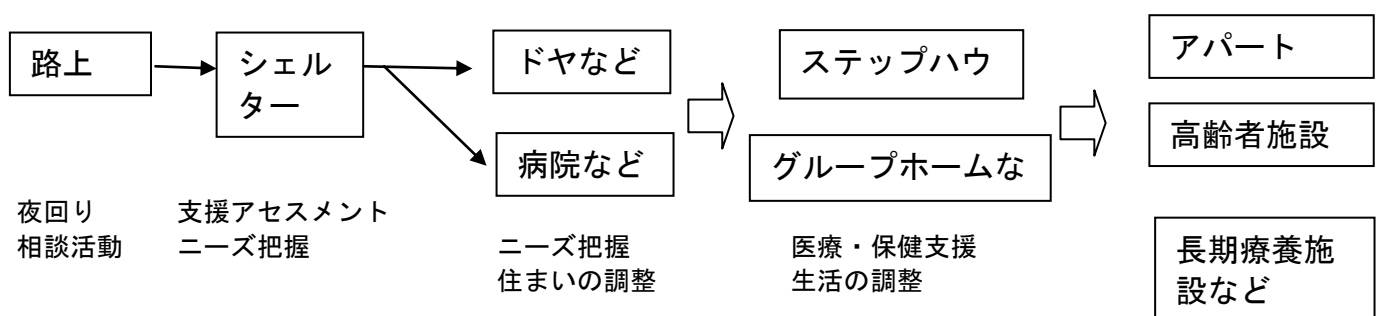 路上
シェル
ター
ドヤなど
病院など
ステップハウ
グループホームな
アパート
高齢者施設
長期療養施
設など
夜回り
相談活動
支援アセスメント
ニーズ把握
ニーズ把握
住まいの調整
医療・保健支援
生活の調整